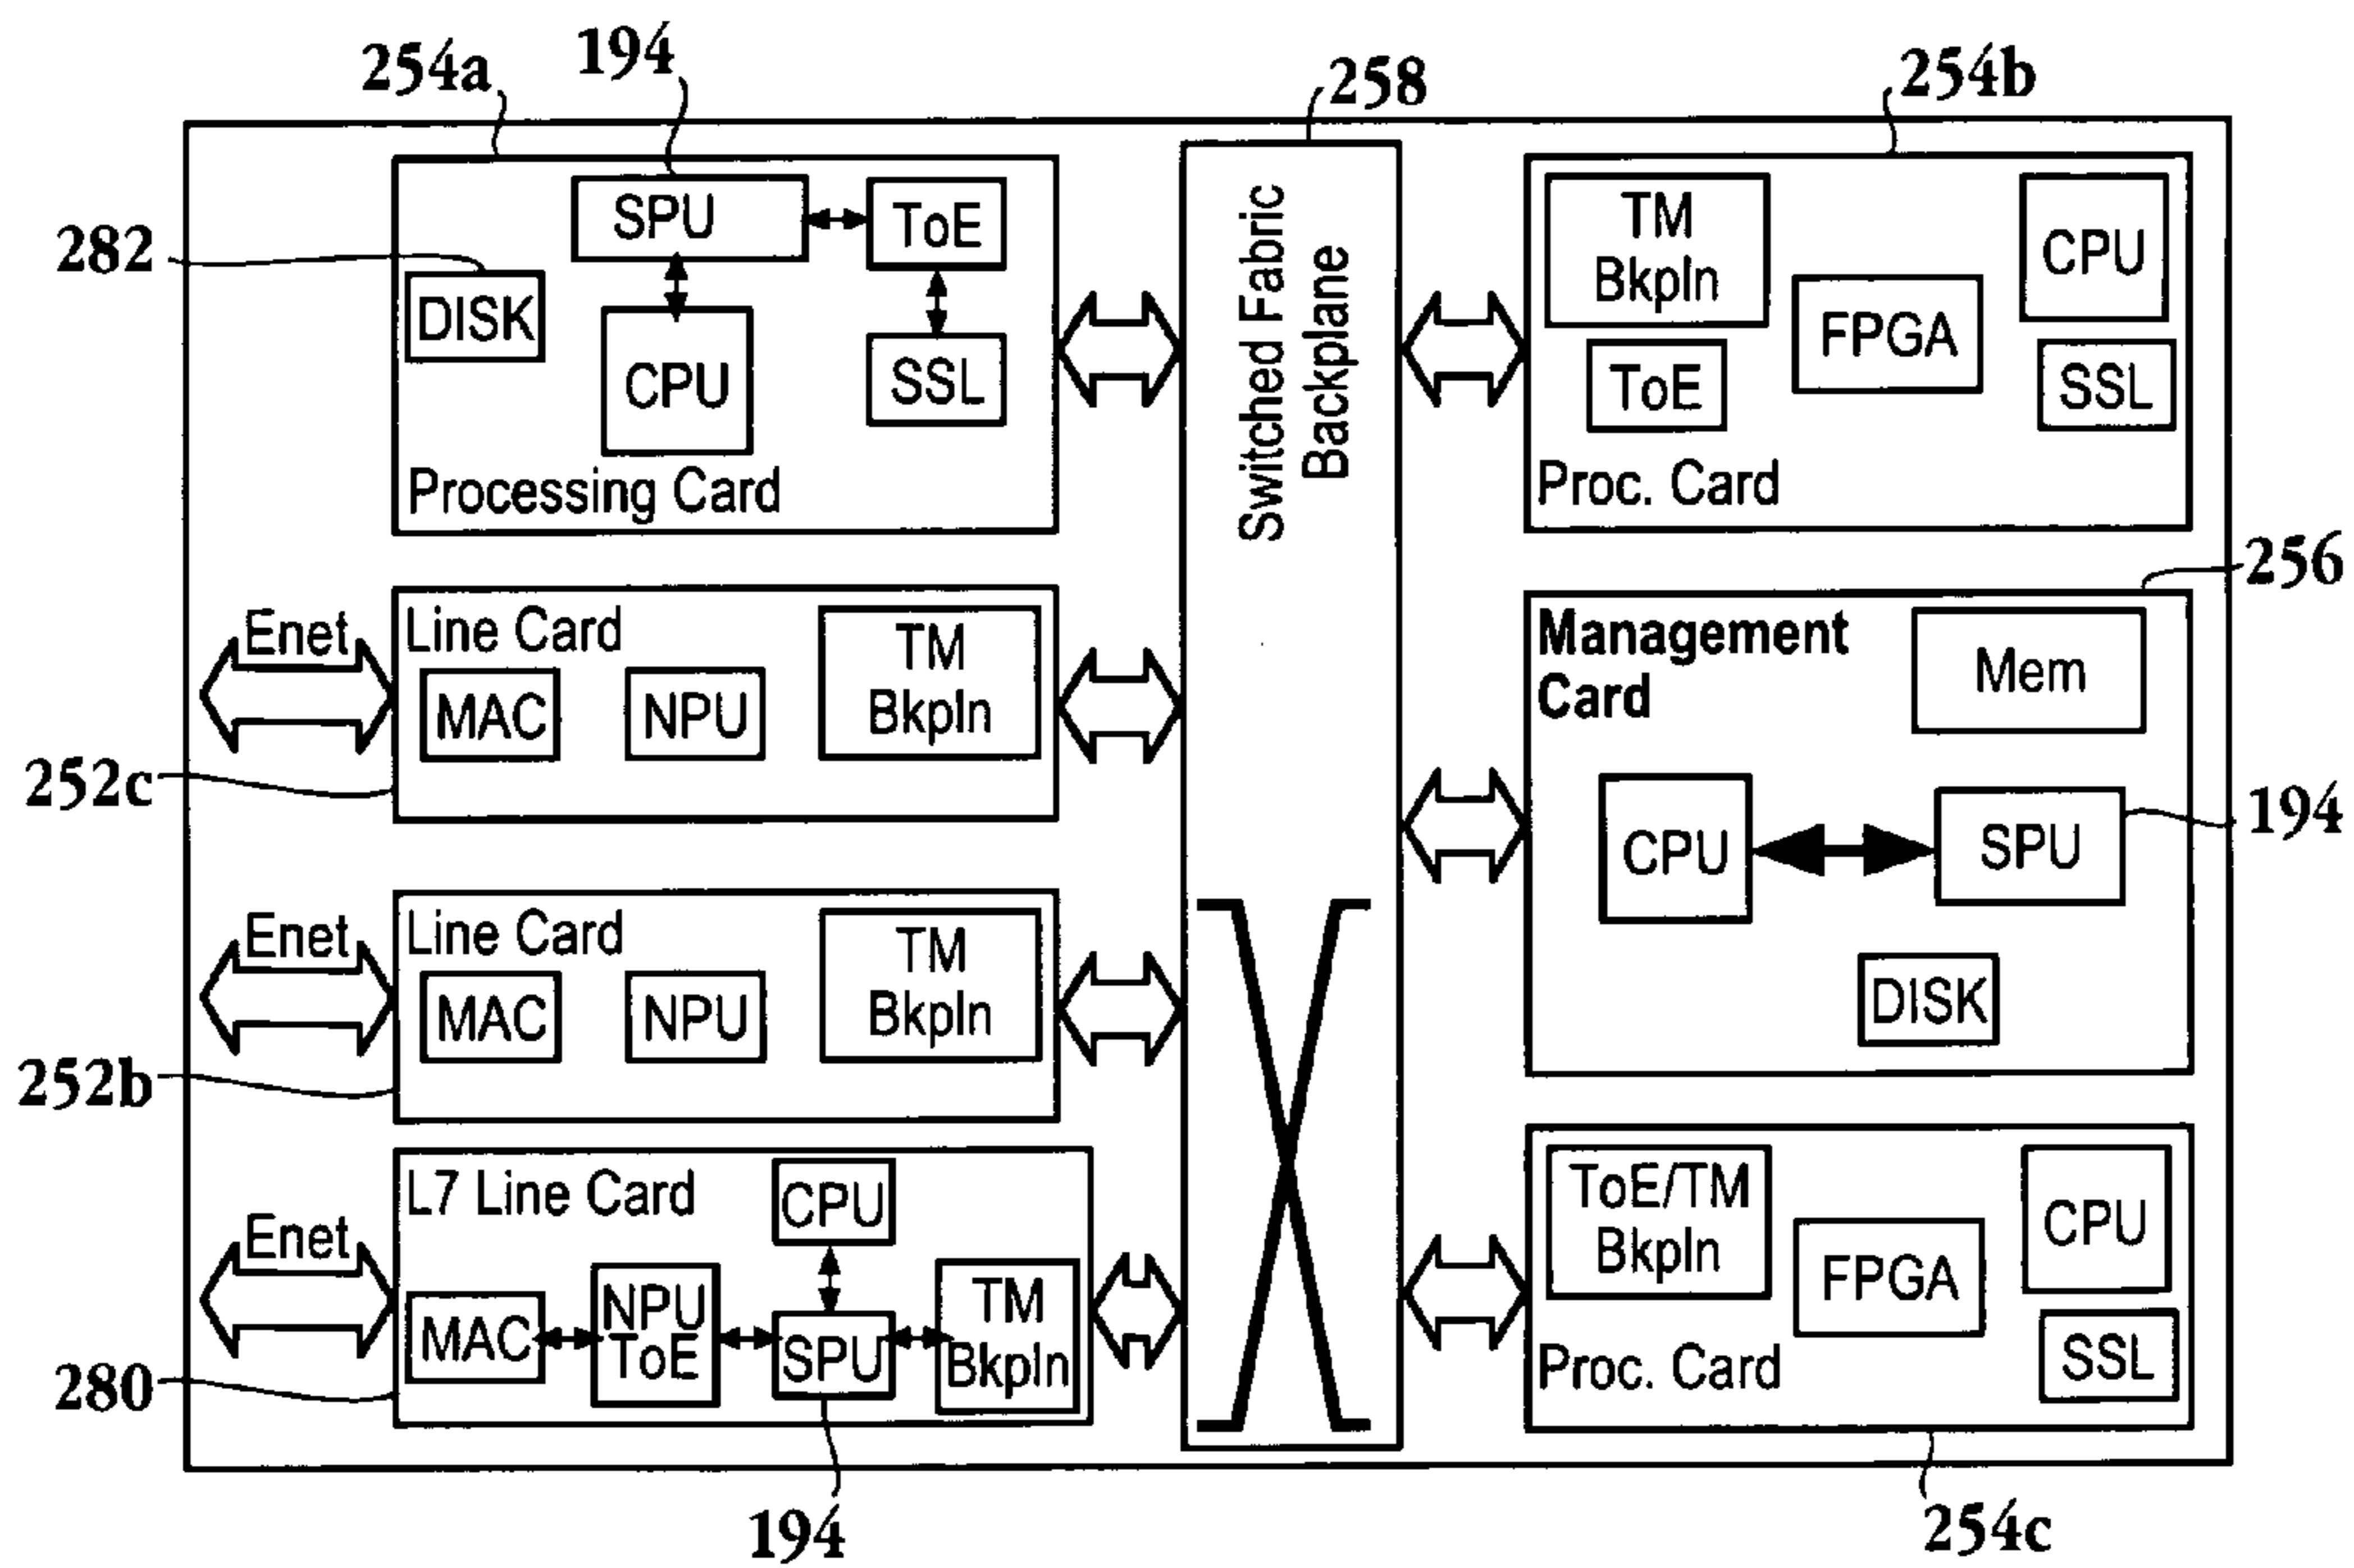 254a
194
258
254b
SPU
ToE
282
DISK
CPU
SSL
Processing Card
Switched Fabric
Backplane
TM
Bkpln
CPU
FPGA
ToE
SSL
Proc. Card
256
Enet
Line Card
MAC
NPU
TM
Bkpln
252c
Management
Card
Mem
CPU
SPU
194
DISK
Enet
Line Card
MAC
NPU
TM
Bkpln
252b
Enet
L7 Line Card
CPU
MAC
NPU
ToE
SPU
TM
Bkpln
280
194
ToE/TM
Bkpln
CPU
FPGA
SSL
Proc. Card
254c